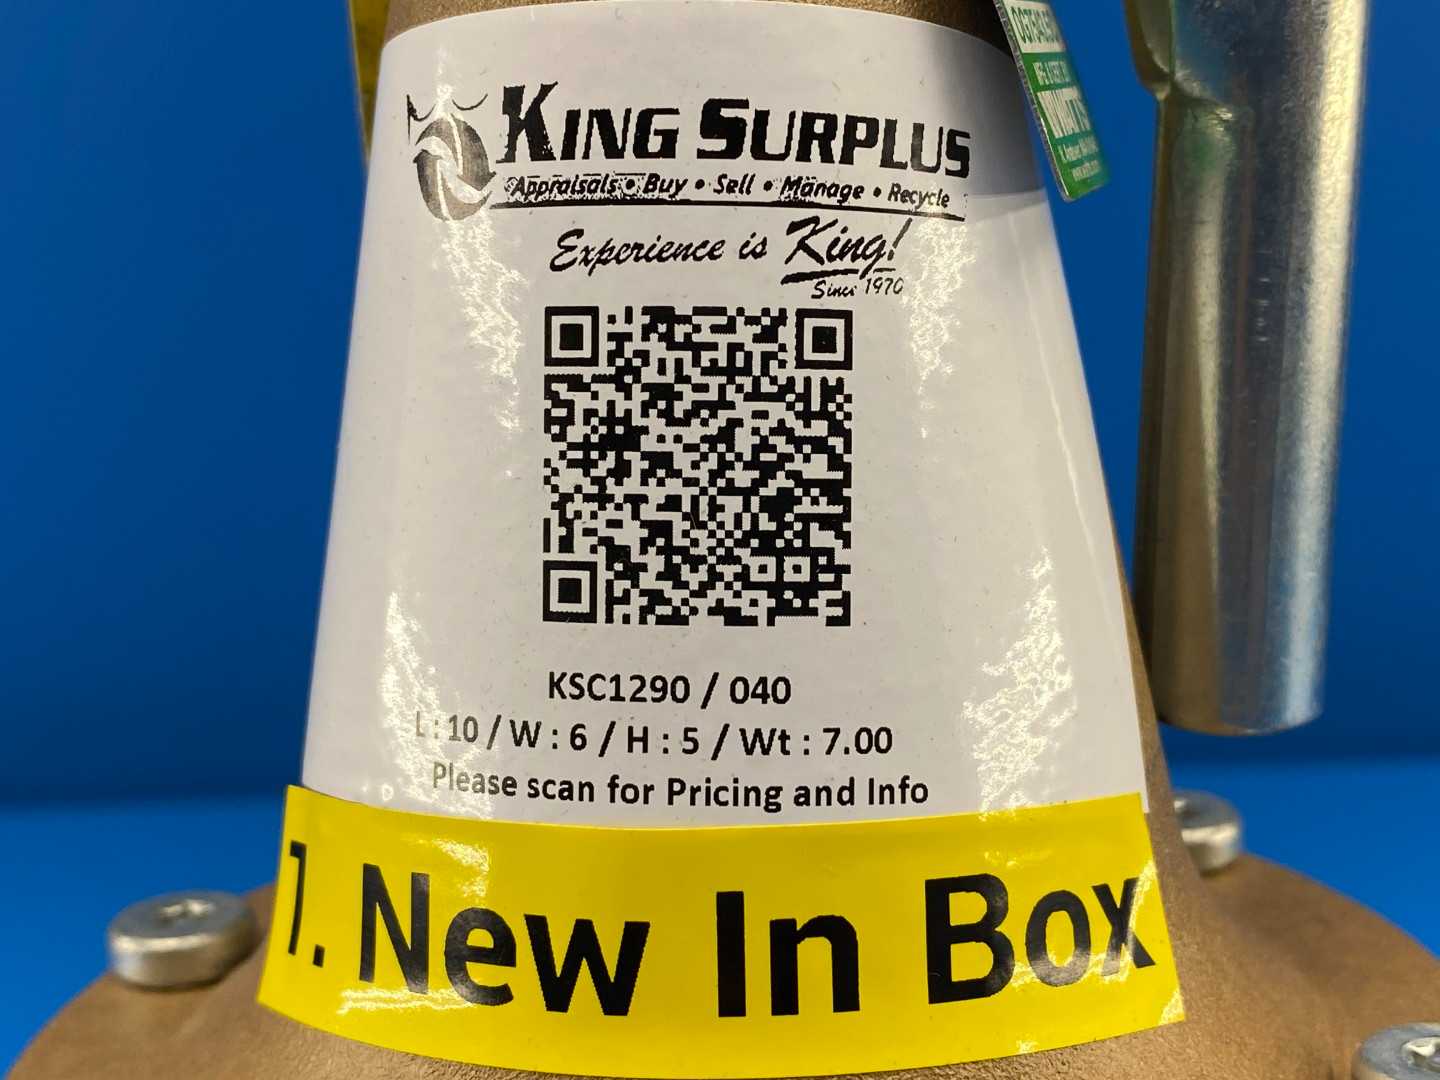 KING SURPLUS
Appraisals • Buy • Sell • Manage • Recycle
Experience is King!
Since 1970
KSC1290 / 040
L : 10 / W : 6 / H : 5 / Wt : 7.00
Please scan for Pricing and Info
1. New In Box
WATTS